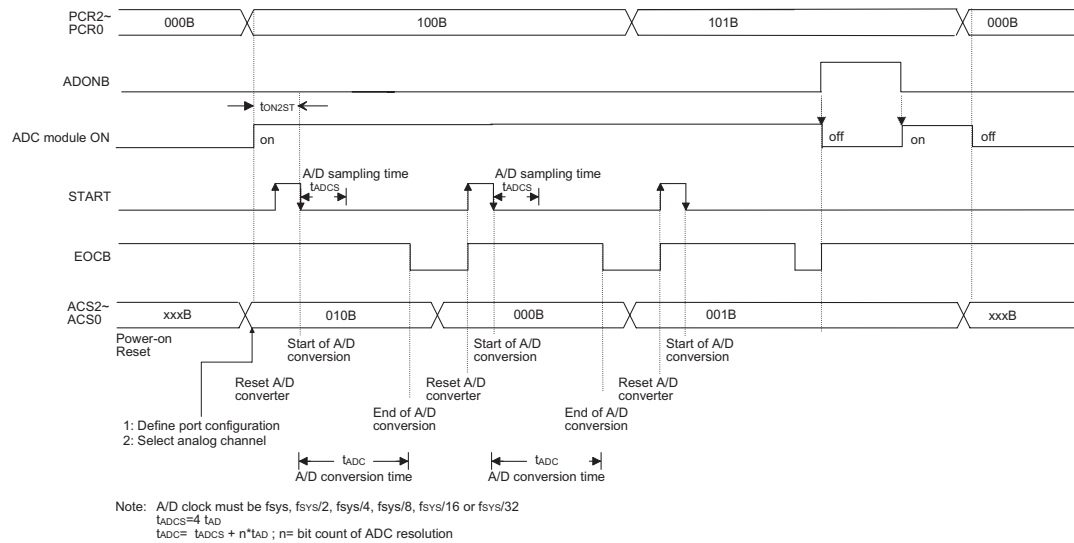 PCR2~
PCR0
000B
100B
101B
000B
ADONB
tON2ST
ADC module ON
on
off
on
off
A/D sampling time
tADCS
A/D sampling time
tADCS
START
EOCB
ACS2~
ACS0
xxxB
010B
000B
001B
xxxB
Power-on
Reset
Start of A/D
conversion
Start of A/D
conversion
Start of A/D
conversion
Reset A/D
converter
Reset A/D
converter
Reset A/D
converter
End of A/D
conversion
End of A/D
conversion
1: Define port configuration
2: Select analog channel
tADC
A/D conversion time
tADC
A/D conversion time
Note: A/D clock must be fsys, fSYS/2, fsys/4, fsys/8, fSYS/16 or fSYS/32
tADCS=4 tAD
tADC= tADCS + n*tAD ; n= bit count of ADC resolution